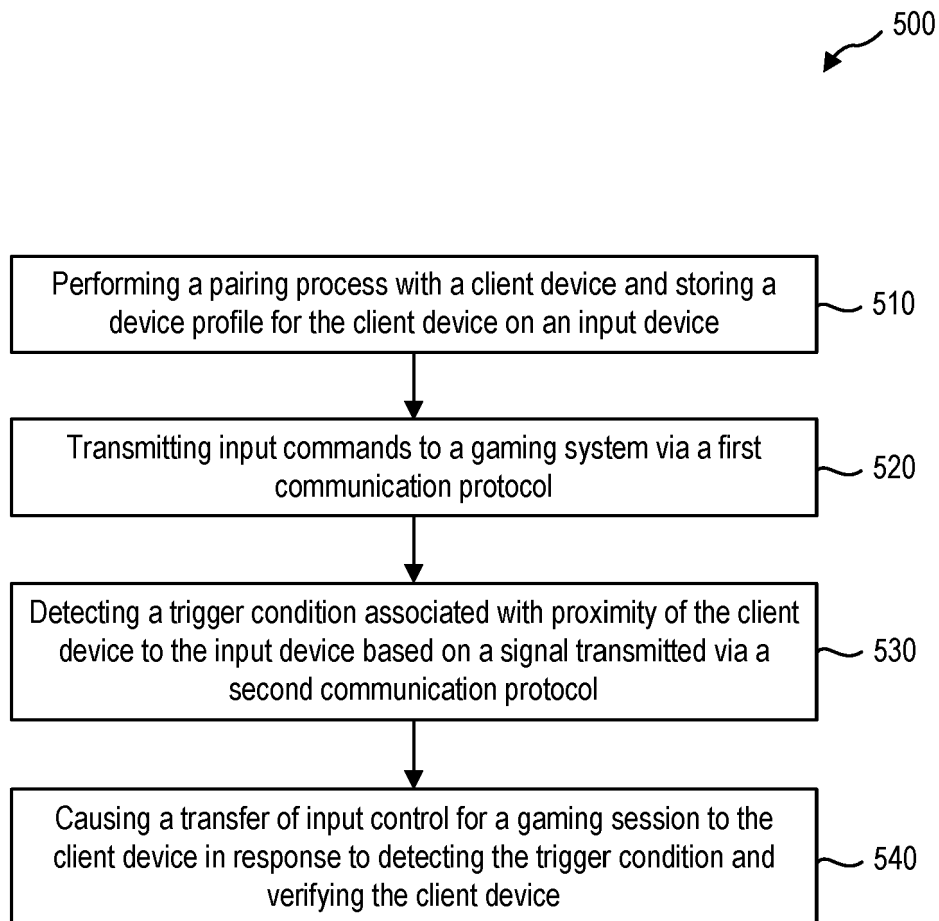 500
Performing a pairing process with a client device and storing a
device profile for the client device on an input device
510
Transmitting input commands to a gaming system via a first
communication protocol
520
Detecting a trigger condition associated with proximity of the client
device to the input device based on a signal transmitted via a
second communication protocol
530
Causing a transfer of input control for a gaming session to the
client device in response to detecting the trigger condition and
verifying the client device
540